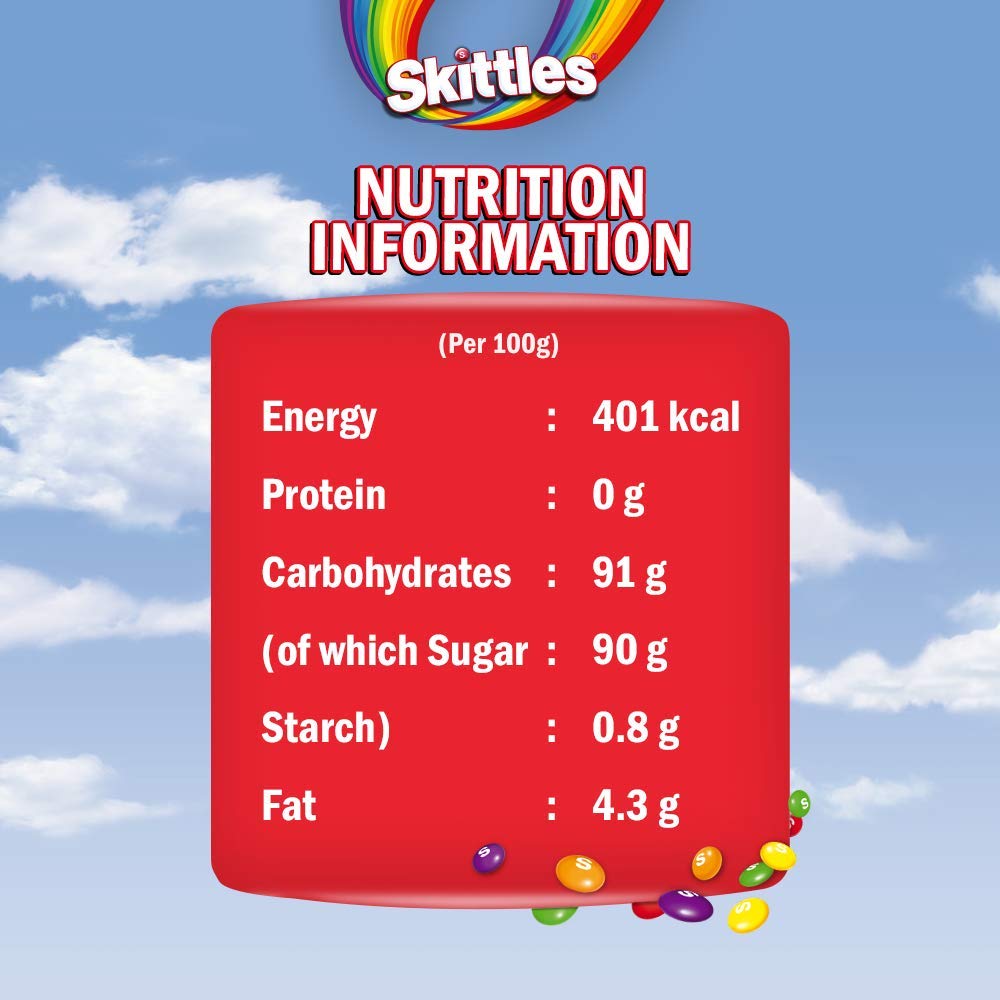 Skittles
NUTRITION
INFORMATION
(Per 100g)
Energy : 401 kcal
Protein : 0 g
Carbohydrates : 91 g
(of which Sugar : 90 g
Starch) : 0.8 g
Fat : 4.3 g